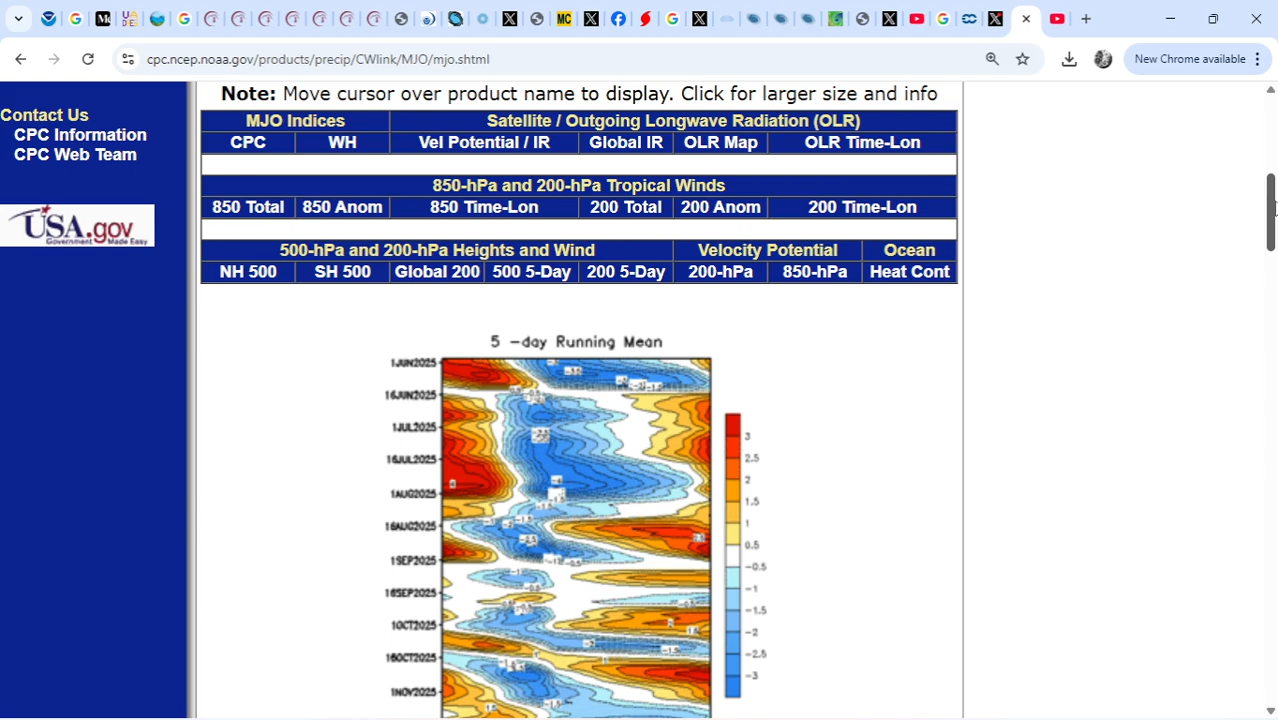 cpc.ncep.noaa.gov/products/precip/CWlink/MJO/mjo.shtml
New Chrome available
Contact Us
CPC Information
CPC Web Team
USA.gov
Government Made Easy
Note: Move cursor over product name to display. Click for larger size and info
MJO Indices Satellite / Outgoing Longwave Radiation (OLR)
CPC WH Vel Potential / IR Global IR OLR Map OLR Time-Lon
850-hPa and 200-hPa Tropical Winds
850 Total 850 Anom 850 Time-Lon 200 Total 200 Anom 200 Time-Lon
500-hPa and 200-hPa Heights and Wind Velocity Potential Ocean
NH 500 SH 500 Global 200 500 5-Day 200 5-Day 200-hPa 850-hPa Heat Cont
5 -day Running Mean
1JUN2025
16JUN2025
1JUL2025
16JUL2025
1AUG2025
16AUG2025
1SEP2025
16SEP2025
1OCT2025
16OCT2025
1NOV2025
3
2.5
2
1.5
1
0.5
-0.5
-1
-1.5
-2
-2.5
-3